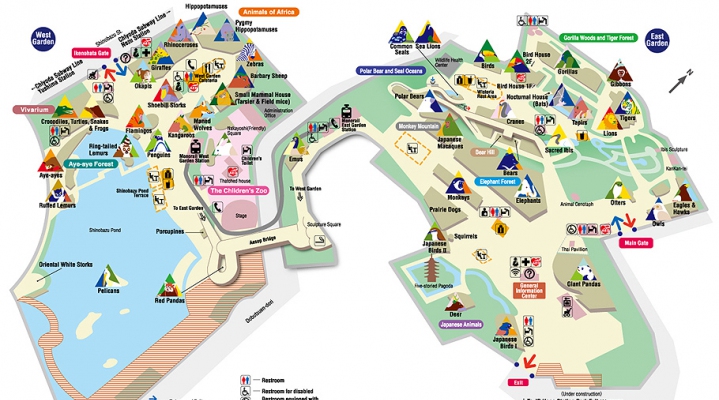 West
Garden
Ikenohata Gate
Chiyoda Subway Line
Nezu Station
Shinobazu St.
Chiyoda Subway Line
Yushima Station
Hippopotamuses
Animals of Africa
Pygmy
Hippopotamuses
Rhinoceroses
Giraffes
Okapis
Zebras
West Garden
Cafeteria
Barbary Sheep
Shoebill Storks
Small Mammal House
(Tarsier & Field mice)
Administration
Office
Vivarium
Crocodiles, Turtles, Snakes
& Frogs
Flamingos
Maned
Wolves
Kangaroos
Nakayoshi(Friendly)
Square
Ring-tailed
Lemurs
Penguins
Monorail West
Garden Station
Children's
Toilet
Aye-aye Forest
Aye-ayes
Thatched house
The Children's Zoo
Ruffed Lemurs
Shinobazu Pond
Terrace
To East Garden
Stage
Shinobazu Pond
Porcupines
Aesop Bridge
Oriental White Storks
Pelicans
Red Pandas
Dobutsuen-dori
Emus
Monorail
East Garden
Station
To West Garden
Sculpture Square
Restroom
Restroom for disabled
Restroom equipped with
East
Garden
Gorilla Woods and Tiger Forest
Common
Seals
Sea Lions
Wildlife Health
Center
Polar Bear and Seal Oceans
Birds
Bird House
2F
Bird House 1F
Gorillas
Gibbons
Polar Bears
Wisteria
Rest Area
Nocturnal House
(Bats)
Tapirs
Tigers
Lions
Cranes
Monkey Mountain
Japanese
Macaques
Sacred Ibis
Ibis Sculpture
Bear Hill
Bears
Kankan-tei
Monkeys
Elephant Forest
Elephants
Otters
Eagles &
Hawks
Animal Cenotaph
Owls
Prairie Dogs
Main Gate
Squirrels
Japanese
Birds II
Thai Pavilion
Five-storied Pagoda
General
Information
Center
Giant Pandas
Deer
Japanese Animals
Japanese
Birds I
Exit
(Under construction)